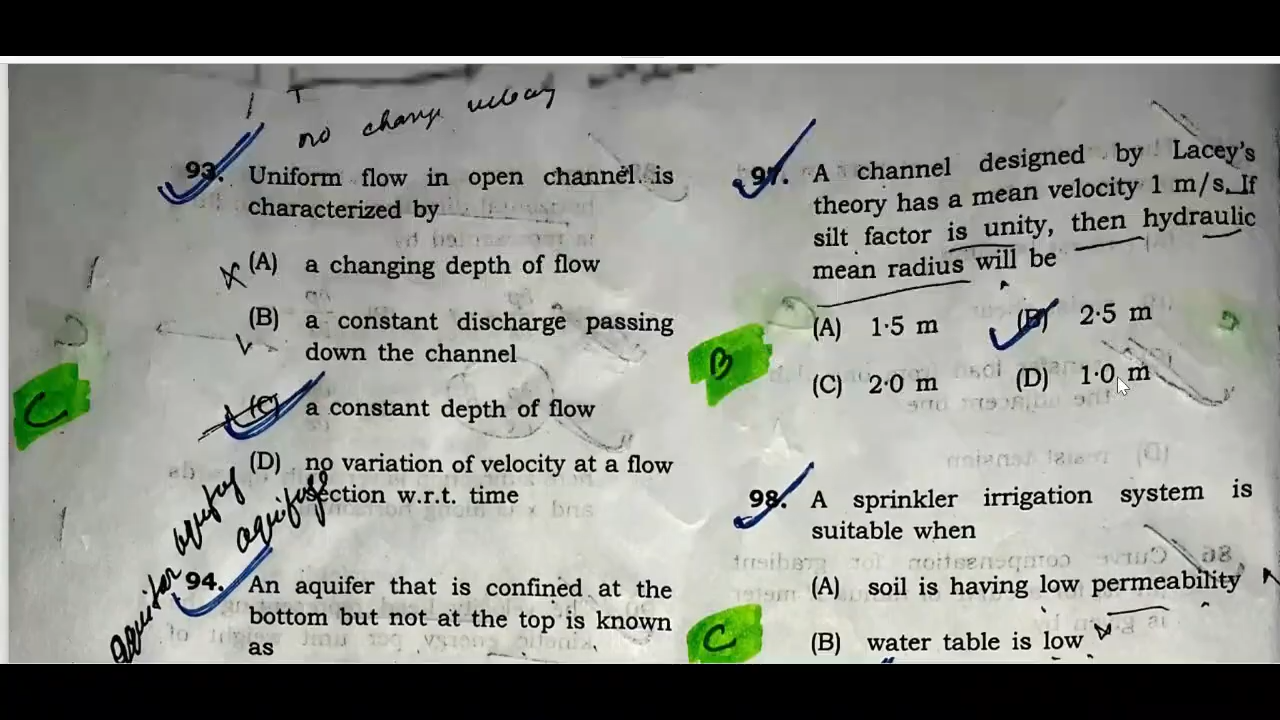 no change velocity
93. Uniform flow in open channel is
characterized by
(A) a changing depth of flow
(B) a constant discharge passing
down the channel
C
(C) a constant depth of flow
(D) no variation of velocity at a flow
section w.r.t. time
94. An aquifer that is confined at the
bottom but not at the top is known
as
97. A channel designed by Lacey's
theory has a mean velocity 1 m/s. If
silt factor is unity, then hydraulic
mean radius will be
(A) 1·5 m (B) 2·5 m
B
(C) 2·0 m (D) 1·0 m
98. A sprinkler irrigation system is
suitable when
(A) soil is having low permeability
C
(B) water table is low